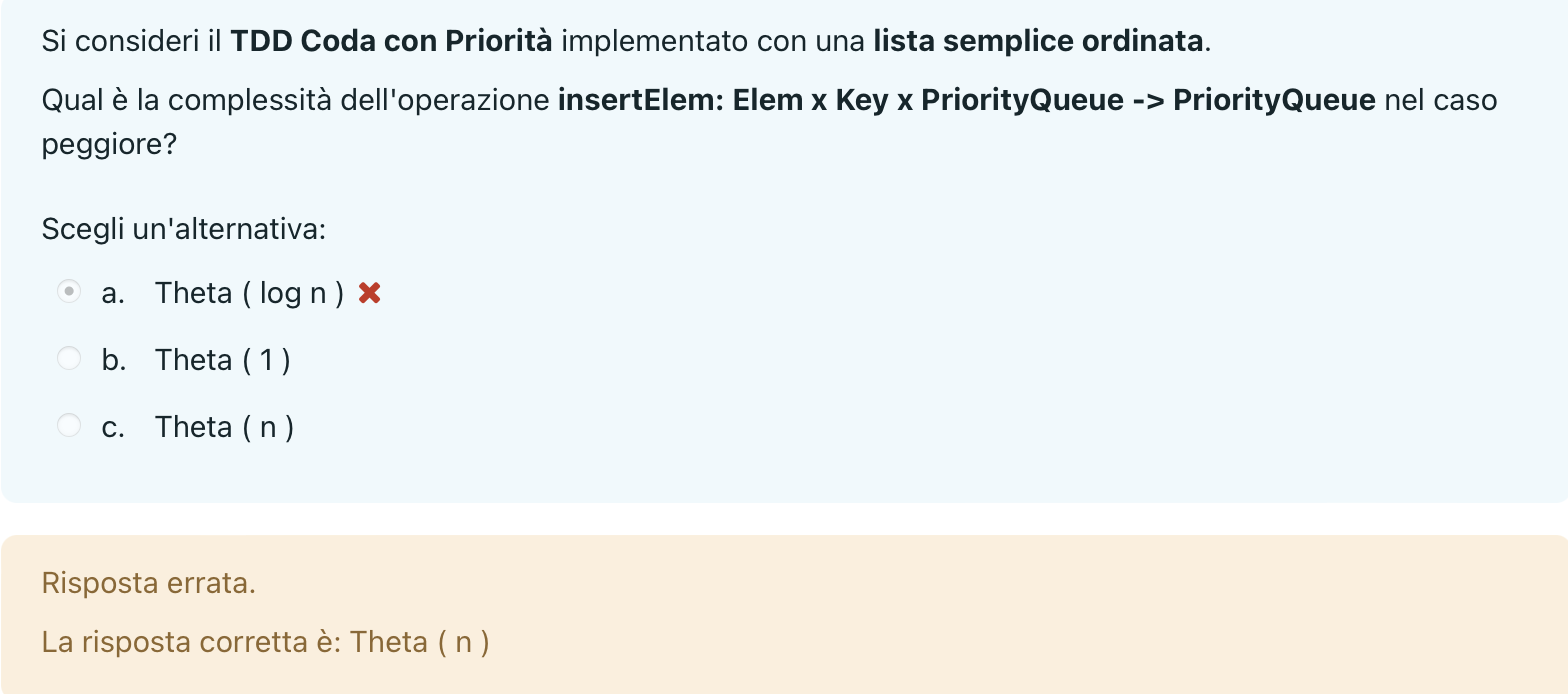 Si consideri il TDD Coda con Priorità implementato con una lista semplice ordinata.
Qual è la complessità dell'operazione insertElem: Elem x Key x PriorityQueue -> PriorityQueue nel caso
peggiore?
Scegli un'alternativa:
a. Theta ( log n )
b. Theta ( 1 )
c. Theta ( n )
Risposta errata.
La risposta corretta è: Theta ( n )